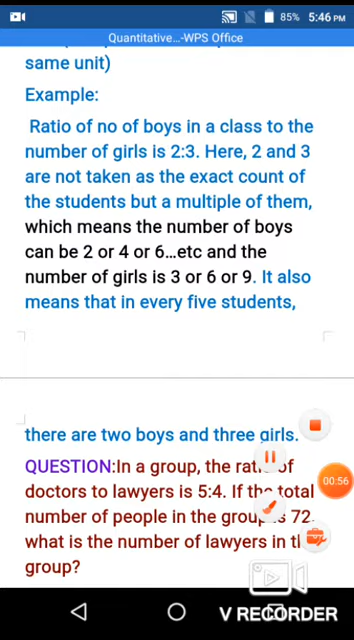 85% 5:46 PM
Quantitative...-WPS Office
same unit)
Example:
Ratio of no of boys in a class to the
number of girls is 2:3. Here, 2 and 3
are not taken as the exact count of
the students but a multiple of them,
which means the number of boys
can be 2 or 4 or 6...etc and the
number of girls is 3 or 6 or 9. It also
means that in every five students,
there are two boys and three girls.
QUESTION:In a group, the ratio of
doctors to lawyers is 5:4. If the total
number of people in the group is 72.
what is the number of lawyers in
group?
00:56
V RECORDER